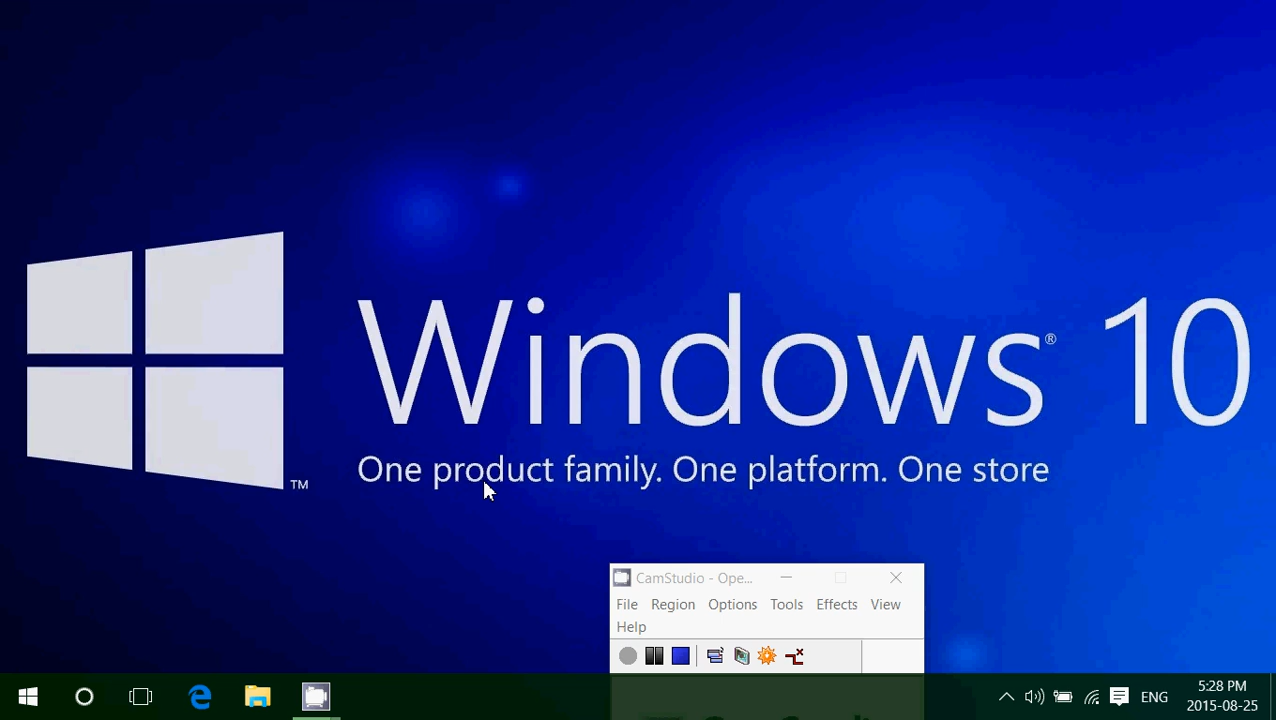 Windows® 10
TM
One product family. One platform. One store
CamStudio - Ope...
File Region Options Tools Effects View
Help
ENG
5:28 PM
2015-08-25